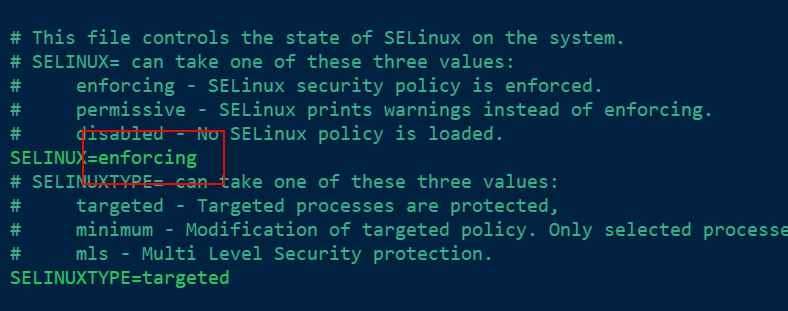 # This file controls the state of SELinux on the system.
# SELINUX= can take one of these three values:
#     enforcing - SELinux security policy is enforced.
#     permissive - SELinux prints warnings instead of enforcing.
#     disabled - No SELinux policy is loaded.
SELINUX=enforcing
# SELINUXTYPE= can take one of these three values:
#     targeted - Targeted processes are protected,
#     minimum - Modification of targeted policy. Only selected processe
#     mls - Multi Level Security protection.
SELINUXTYPE=targeted